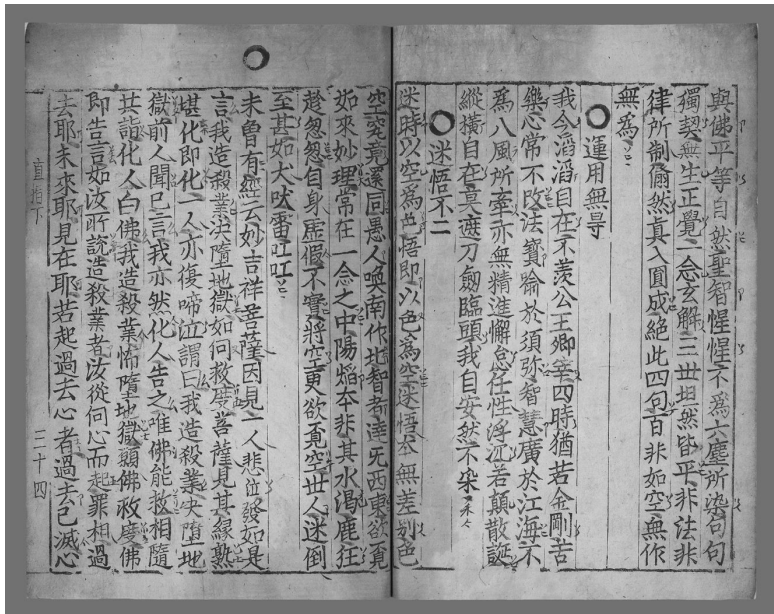 與佛平等自然聖智惺惺不爲六塵所染句句
獨契無生正覺一念玄解三世坦然皆平非法非
律所制翛然真入圓成絕此四句百非如空無作
無爲
運用無㝵
我今滔滔自在不羨公王卿宰四時猶若金剛苦
樂心常不改法寶踰於須弥智慧廣於江海不
爲八風所牽亦無精進懈怠任性浮沉若顛散誕
縱橫自在莫遮刀劒臨頭我自安然不采
迷悟不二
迷時以空爲色悟即以色爲空迷悟本無差別色
空究竟還同愚人喚南作北智者達无西東欲覓
如來妙理常在一念之中陽焰本非其水渴鹿狂
趁忩忩自身虛假不實將空更欲覓空世人迷倒
至甚如犬吠雷吽吽
未曾有經云妙吉祥菩薩因見一人悲泣發如是
言我造殺業决墮地獄如何救度菩薩見其緣熟
堪化即化一人亦復啼泣謂曰我造殺業决墮地
獄前人聞已言我亦然化人告之唯佛能救相隨
共詣化人白佛我造殺業怖墮地獄願佛救度佛
即告言如汝所說造殺業者汝從何心而起罪相過
去耶未來耶見在耶若起過去心者過去已滅心
直指下
二十四